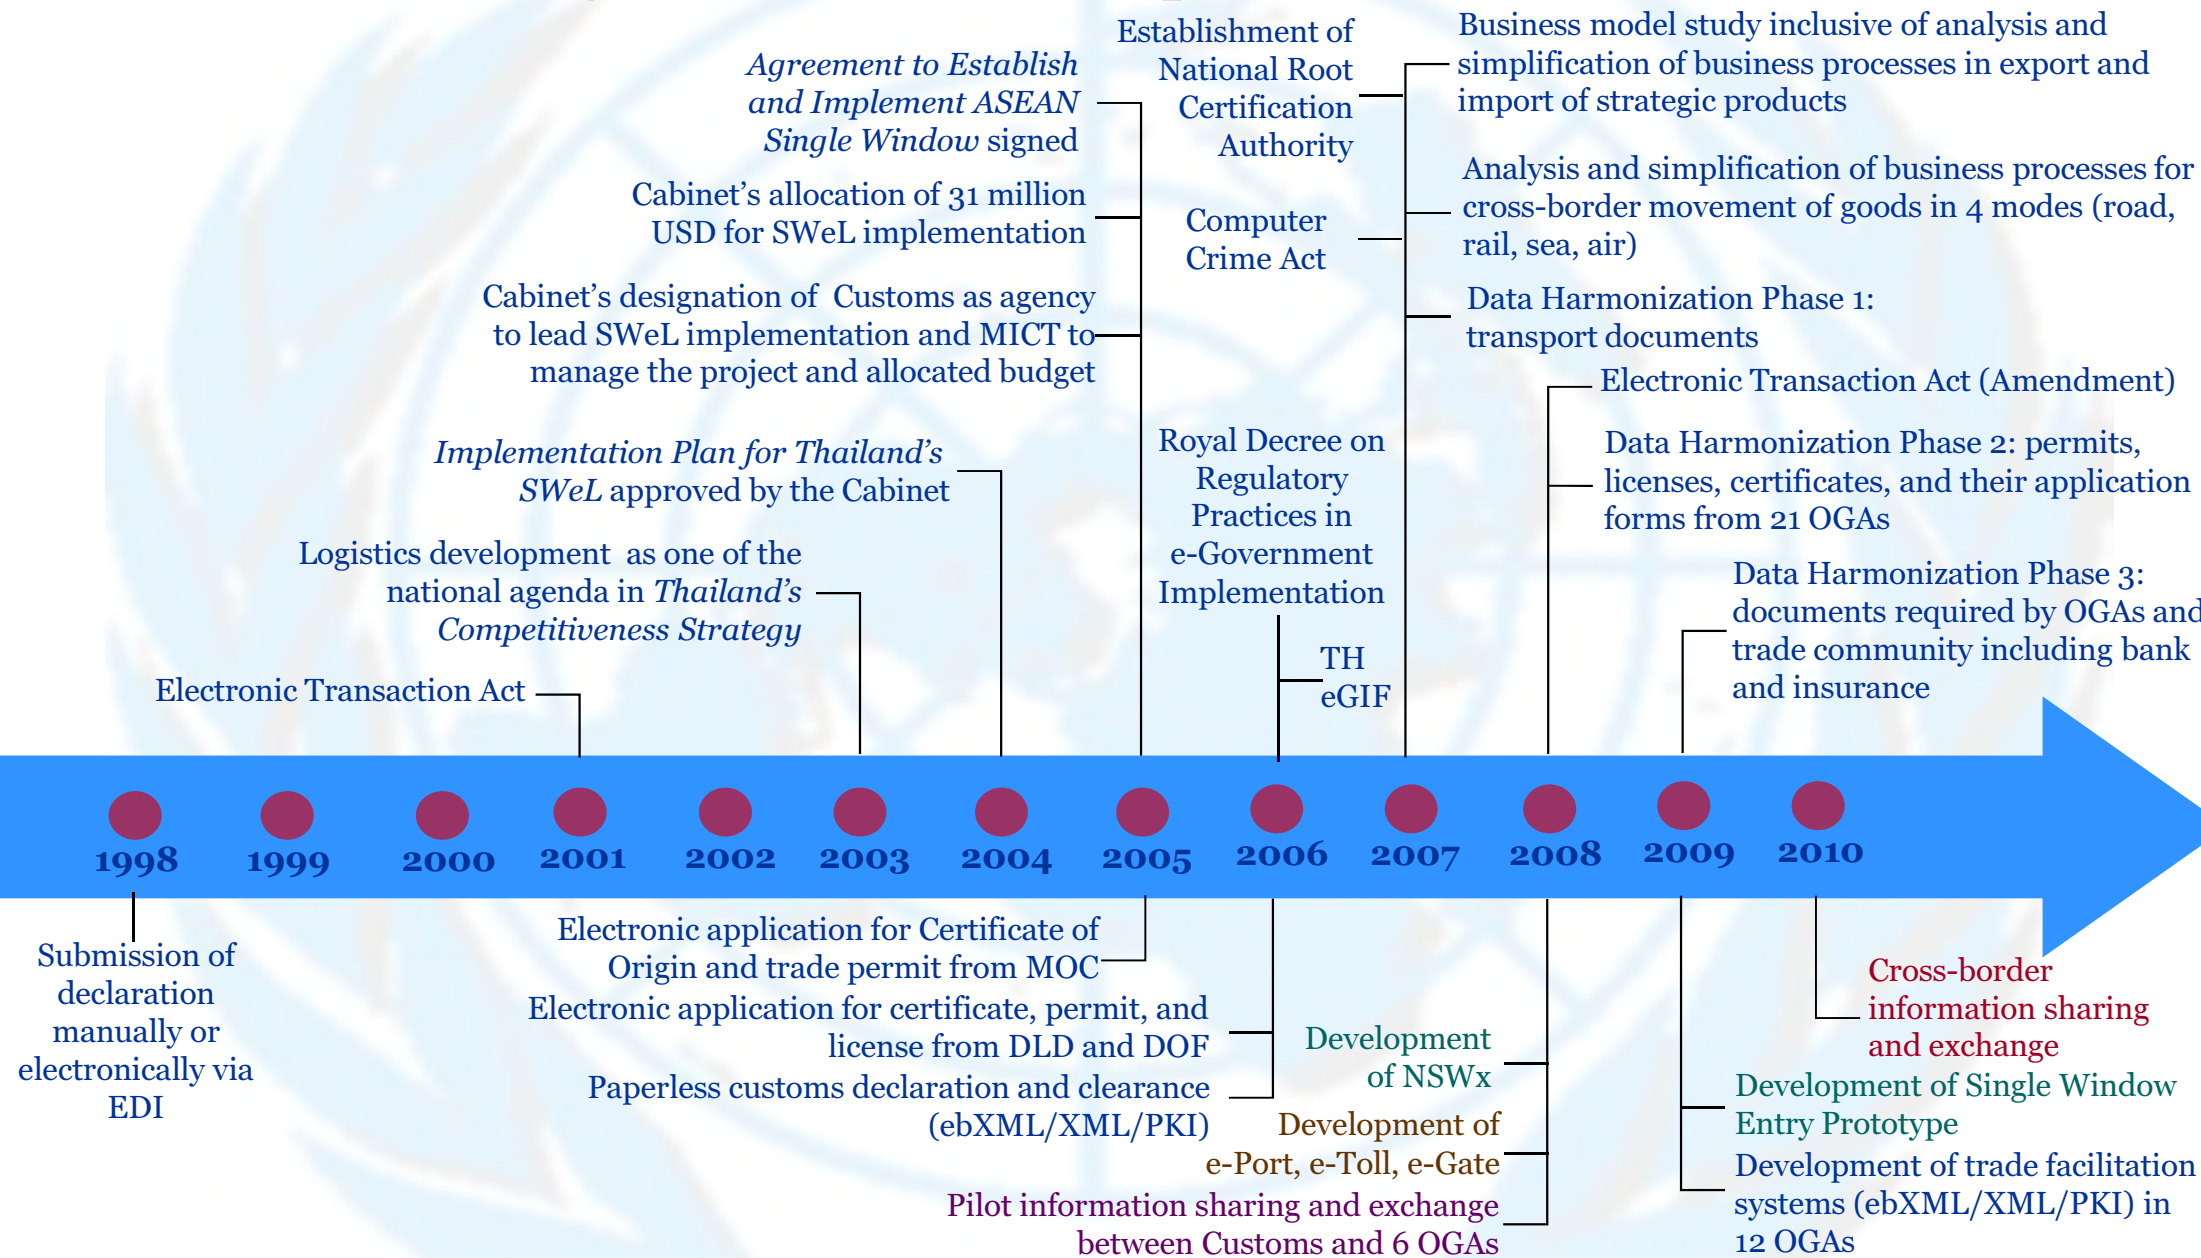 Establishment of
National Root
Certification
Authority
Business model study inclusive of analysis and
simplification of business processes in export and
import of strategic products
Agreement to Establish
and Implement ASEAN
Single Window signed
Analysis and simplification of business processes for
cross-border movement of goods in 4 modes (road,
rail, sea, air)
Cabinet's allocation of 31 million
USD for SWeL implementation
Computer
Crime Act
Cabinet's designation of Customs as agency
to lead SWeL implementation and MICT to
manage the project and allocated budget
Data Harmonization Phase 1:
transport documents
Electronic Transaction Act (Amendment)
Implementation Plan for Thailand's
SWeL approved by the Cabinet
Royal Decree on
Regulatory
Practices in
e-Government
Implementation
Data Harmonization Phase 2: permits,
licenses, certificates, and their application
forms from 21 OGAs
Logistics development as one of the
national agenda in Thailand's
Competitiveness Strategy
Data Harmonization Phase 3:
documents required by OGAs and
trade community including bank
and insurance
TH
eGIF
Electronic Transaction Act
1998 1999 2000 2001 2002 2003 2004 2005 2006 2007 2008 2009 2010
Submission of
declaration
manually or
electronically via
EDI
Electronic application for Certificate of
Origin and trade permit from MOC
Electronic application for certificate, permit, and
license from DLD and DOF
Paperless customs declaration and clearance
(ebXML/XML/PKI)
Development
of NSWx
Development of
e-Port, e-Toll, e-Gate
Pilot information sharing and exchange
between Customs and 6 OGAs
Cross-border
information sharing
and exchange
Development of Single Window
Entry Prototype
Development of trade facilitation
systems (ebXML/XML/PKI) in
12 OGAs